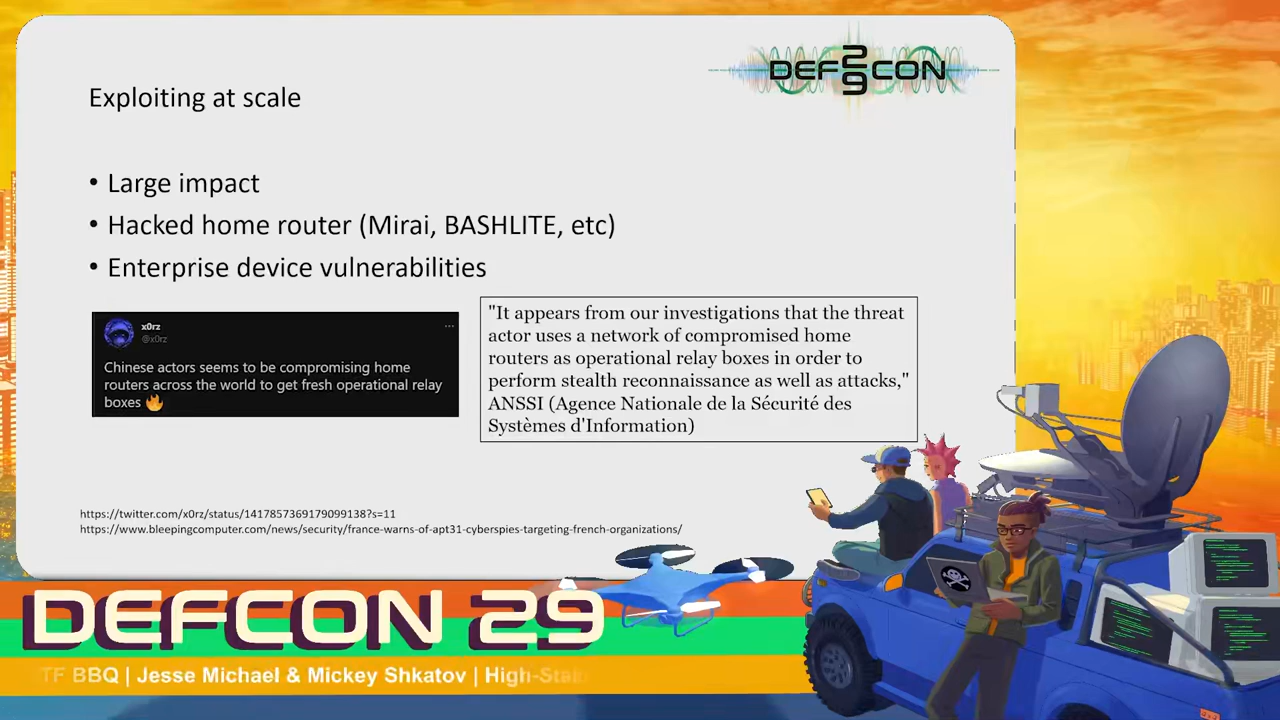 DEF CON
29
Exploiting at scale
• Large impact
• Hacked home router (Mirai, BASHLITE, etc)
• Enterprise device vulnerabilities
x0rz
@x0rz
Chinese actors seems to be compromising home
routers across the world to get fresh operational relay
boxes 🔥
"It appears from our investigations that the threat
actor uses a network of compromised home
routers as operational relay boxes in order to
perform stealth reconnaissance as well as attacks,"
ANSSI (Agence Nationale de la Sécurité des
Systèmes d'Information)
https://twitter.com/x0rz/status/1417857369179099138?s=11
https://www.bleepingcomputer.com/news/security/france-warns-of-apt31-cyberspies-targeting-french-organizations/
DEFCON 29
TF BBQ | Jesse Michael & Mickey Shkatov | High-Sta